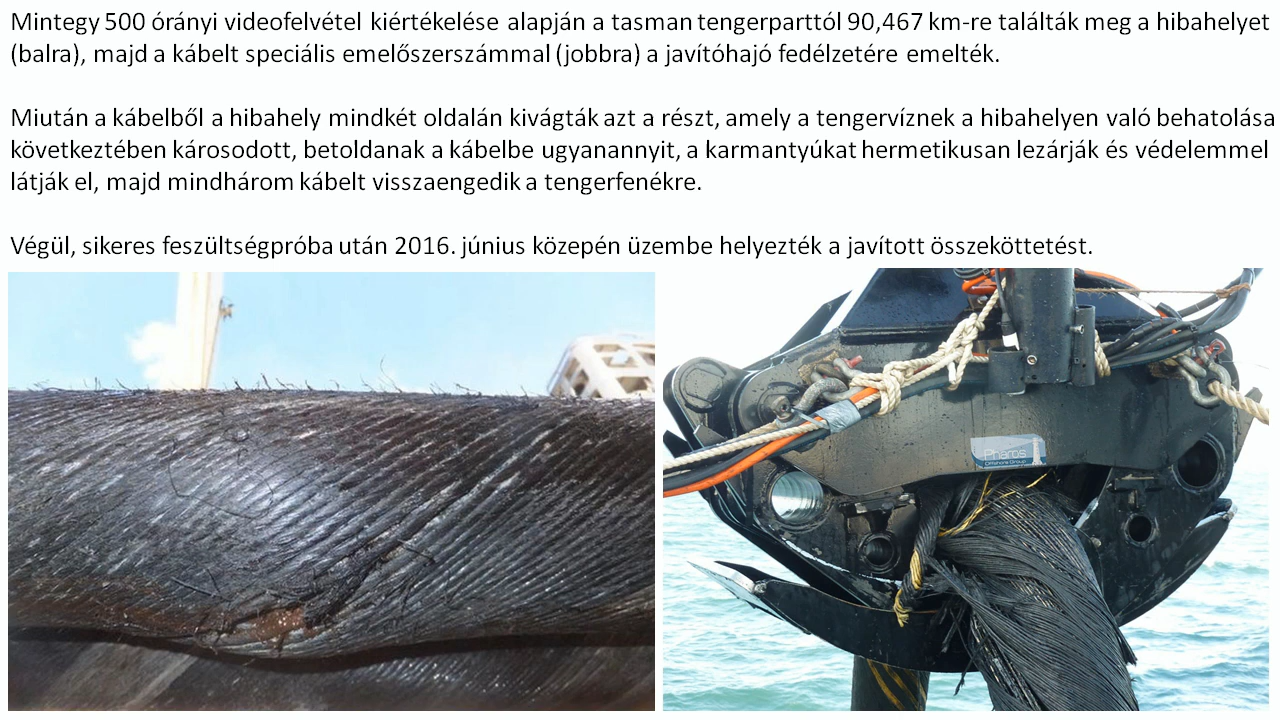 Mintegy 500 órányi videofelvétel kiértékelése alapján a tasman tengerparttól 90,467 km-re találták meg a hibahelyet
(balra), majd a kábelt speciális emelőszerszámmal (jobbra) a javítóhajó fedélzetére emelték.
Miután a kábelből a hibahely mindkét oldalán kivágták azt a részt, amely a tengervíznek a hibahelyen való behatolása
következtében károsodott, betoldanak a kábelbe ugyanannyit, a karmantyúkat hermetikusan lezárják és védelemmel
látják el, majd mindhárom kábelt visszaengedik a tengerfenékre.
Végül, sikeres feszültségpróba után 2016. június közepén üzembe helyezték a javított összeköttetést.
Pharos
Offshore Group